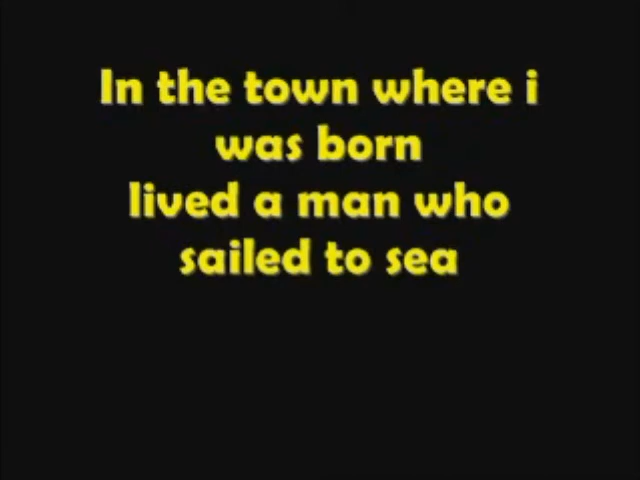 In the town where i
was born
lived a man who
sailed to sea